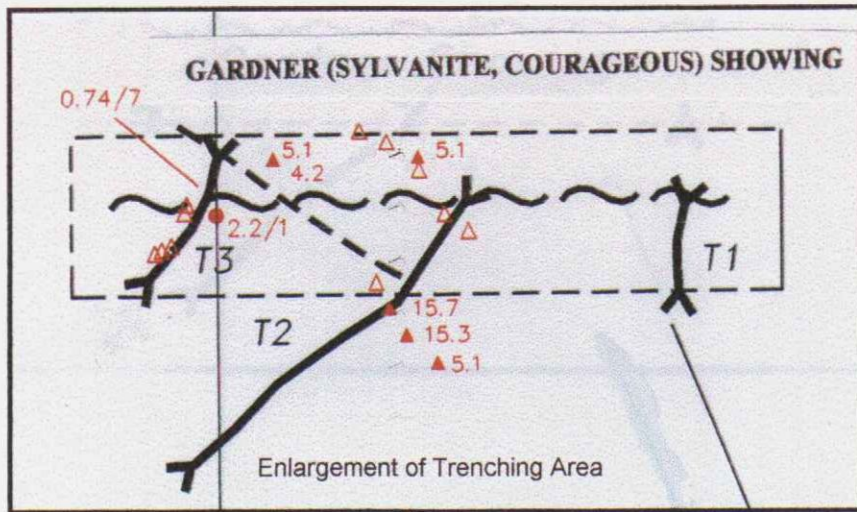 GARDNER (SYLVANITE, COURAGEOUS) SHOWING
0.74/7
5.1
4.2
5.1
2.2/1
T3
T1
15.7
T2
15.3
5.1
Enlargement of Trenching Area